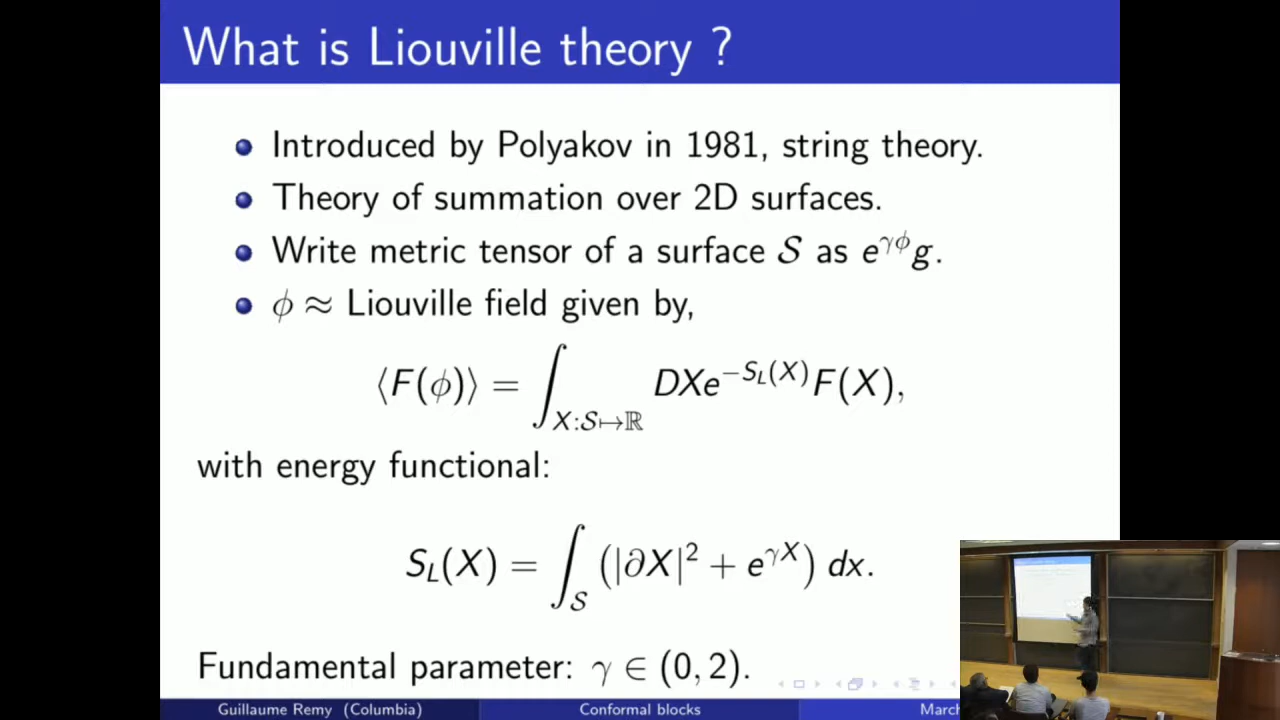 What is Liouville theory ?
Introduced by Polyakov in 1981, string theory.
Theory of summation over 2D surfaces.
Write metric tensor of a surface 𝒮 as e^{γϕ}g.
ϕ ≈ Liouville field given by,
⟨F(ϕ)⟩ = ∫_{X:𝒮↦ℝ} DXe^{−S_L(X)}F(X),
with energy functional:
S_L(X) = ∫_𝒮 (|∂X|² + e^{γX}) dx.
Fundamental parameter: γ ∈ (0, 2).
Guillaume Remy (Columbia) Conformal blocks March